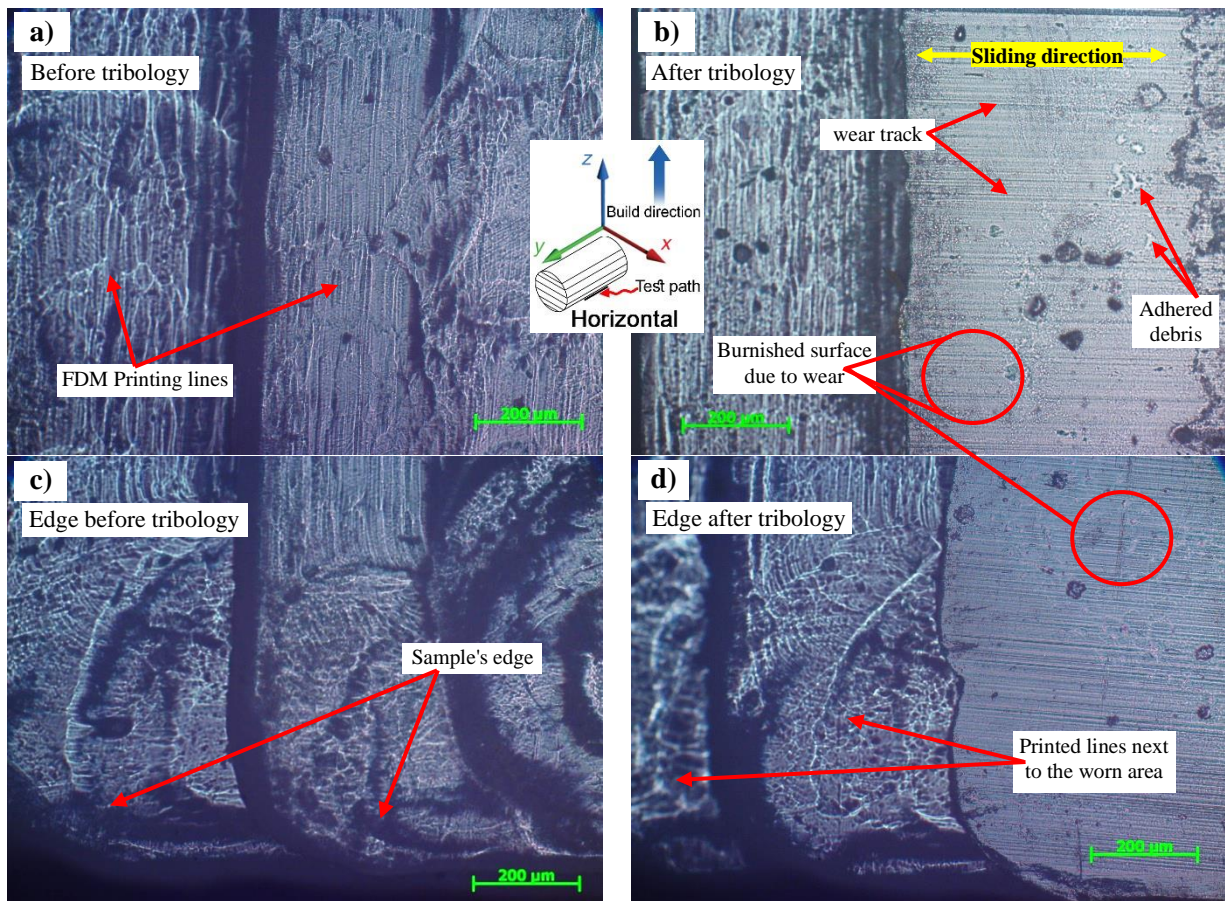 a)
Before tribology
FDM Printing lines
200 µm
b)
After tribology
Sliding direction
wear track
Adhered
debris
Burnished surface
due to wear
200 µm
z
Build direction
y
x
Test path
Horizontal
c)
Edge before tribology
Sample's edge
200 µm
d)
Edge after tribology
Printed lines next
to the worn area
200 µm